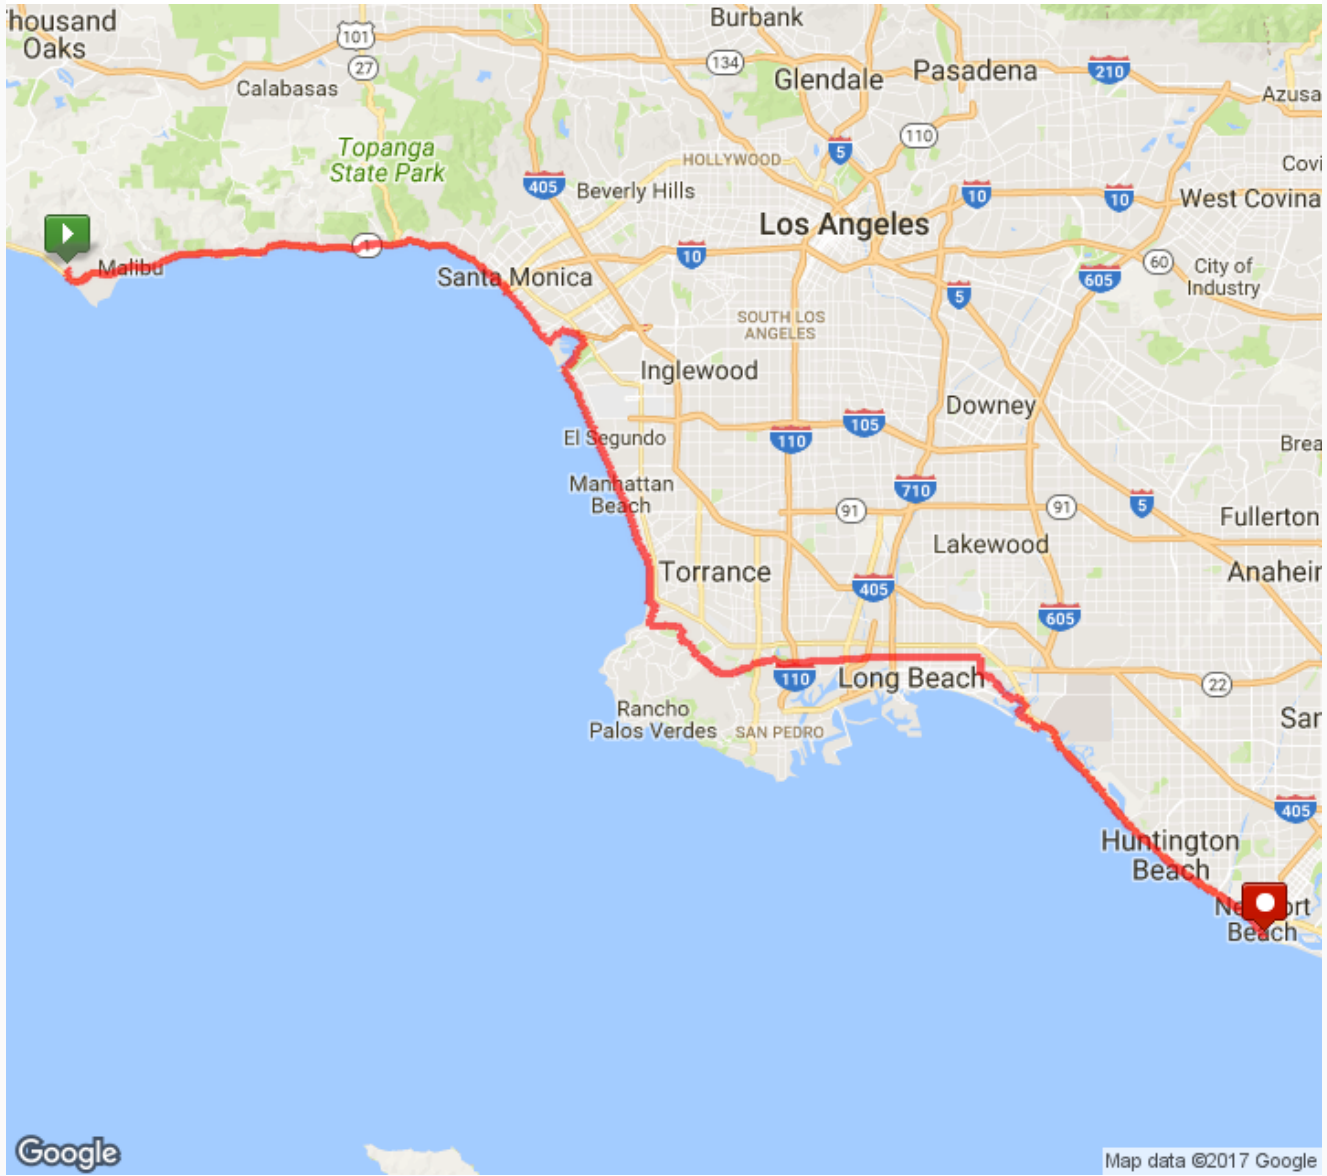 housand
Oaks
101
27
Calabasas
Burbank
134
Glendale
Pasadena
210
Azusa
Topanga
State Park
110
5
HOLLYWOOD
405
Beverly Hills
10
10
Covi
West Covina
Los Angeles
1
Malibu
Santa Monica
10
60
City of
Industry
605
5
SOUTH LOS
ANGELES
Inglewood
Downey
El Segundo
110
105
Brea
Manhattan
Beach
710
91
91
5
Fullerton
Lakewood
Torrance
405
Anaheim
605
110
Long Beach
22
Rancho
Palos Verdes
SAN PEDRO
San
405
Huntington
Beach
Newport
Beach
Google
Map data ©2017 Google